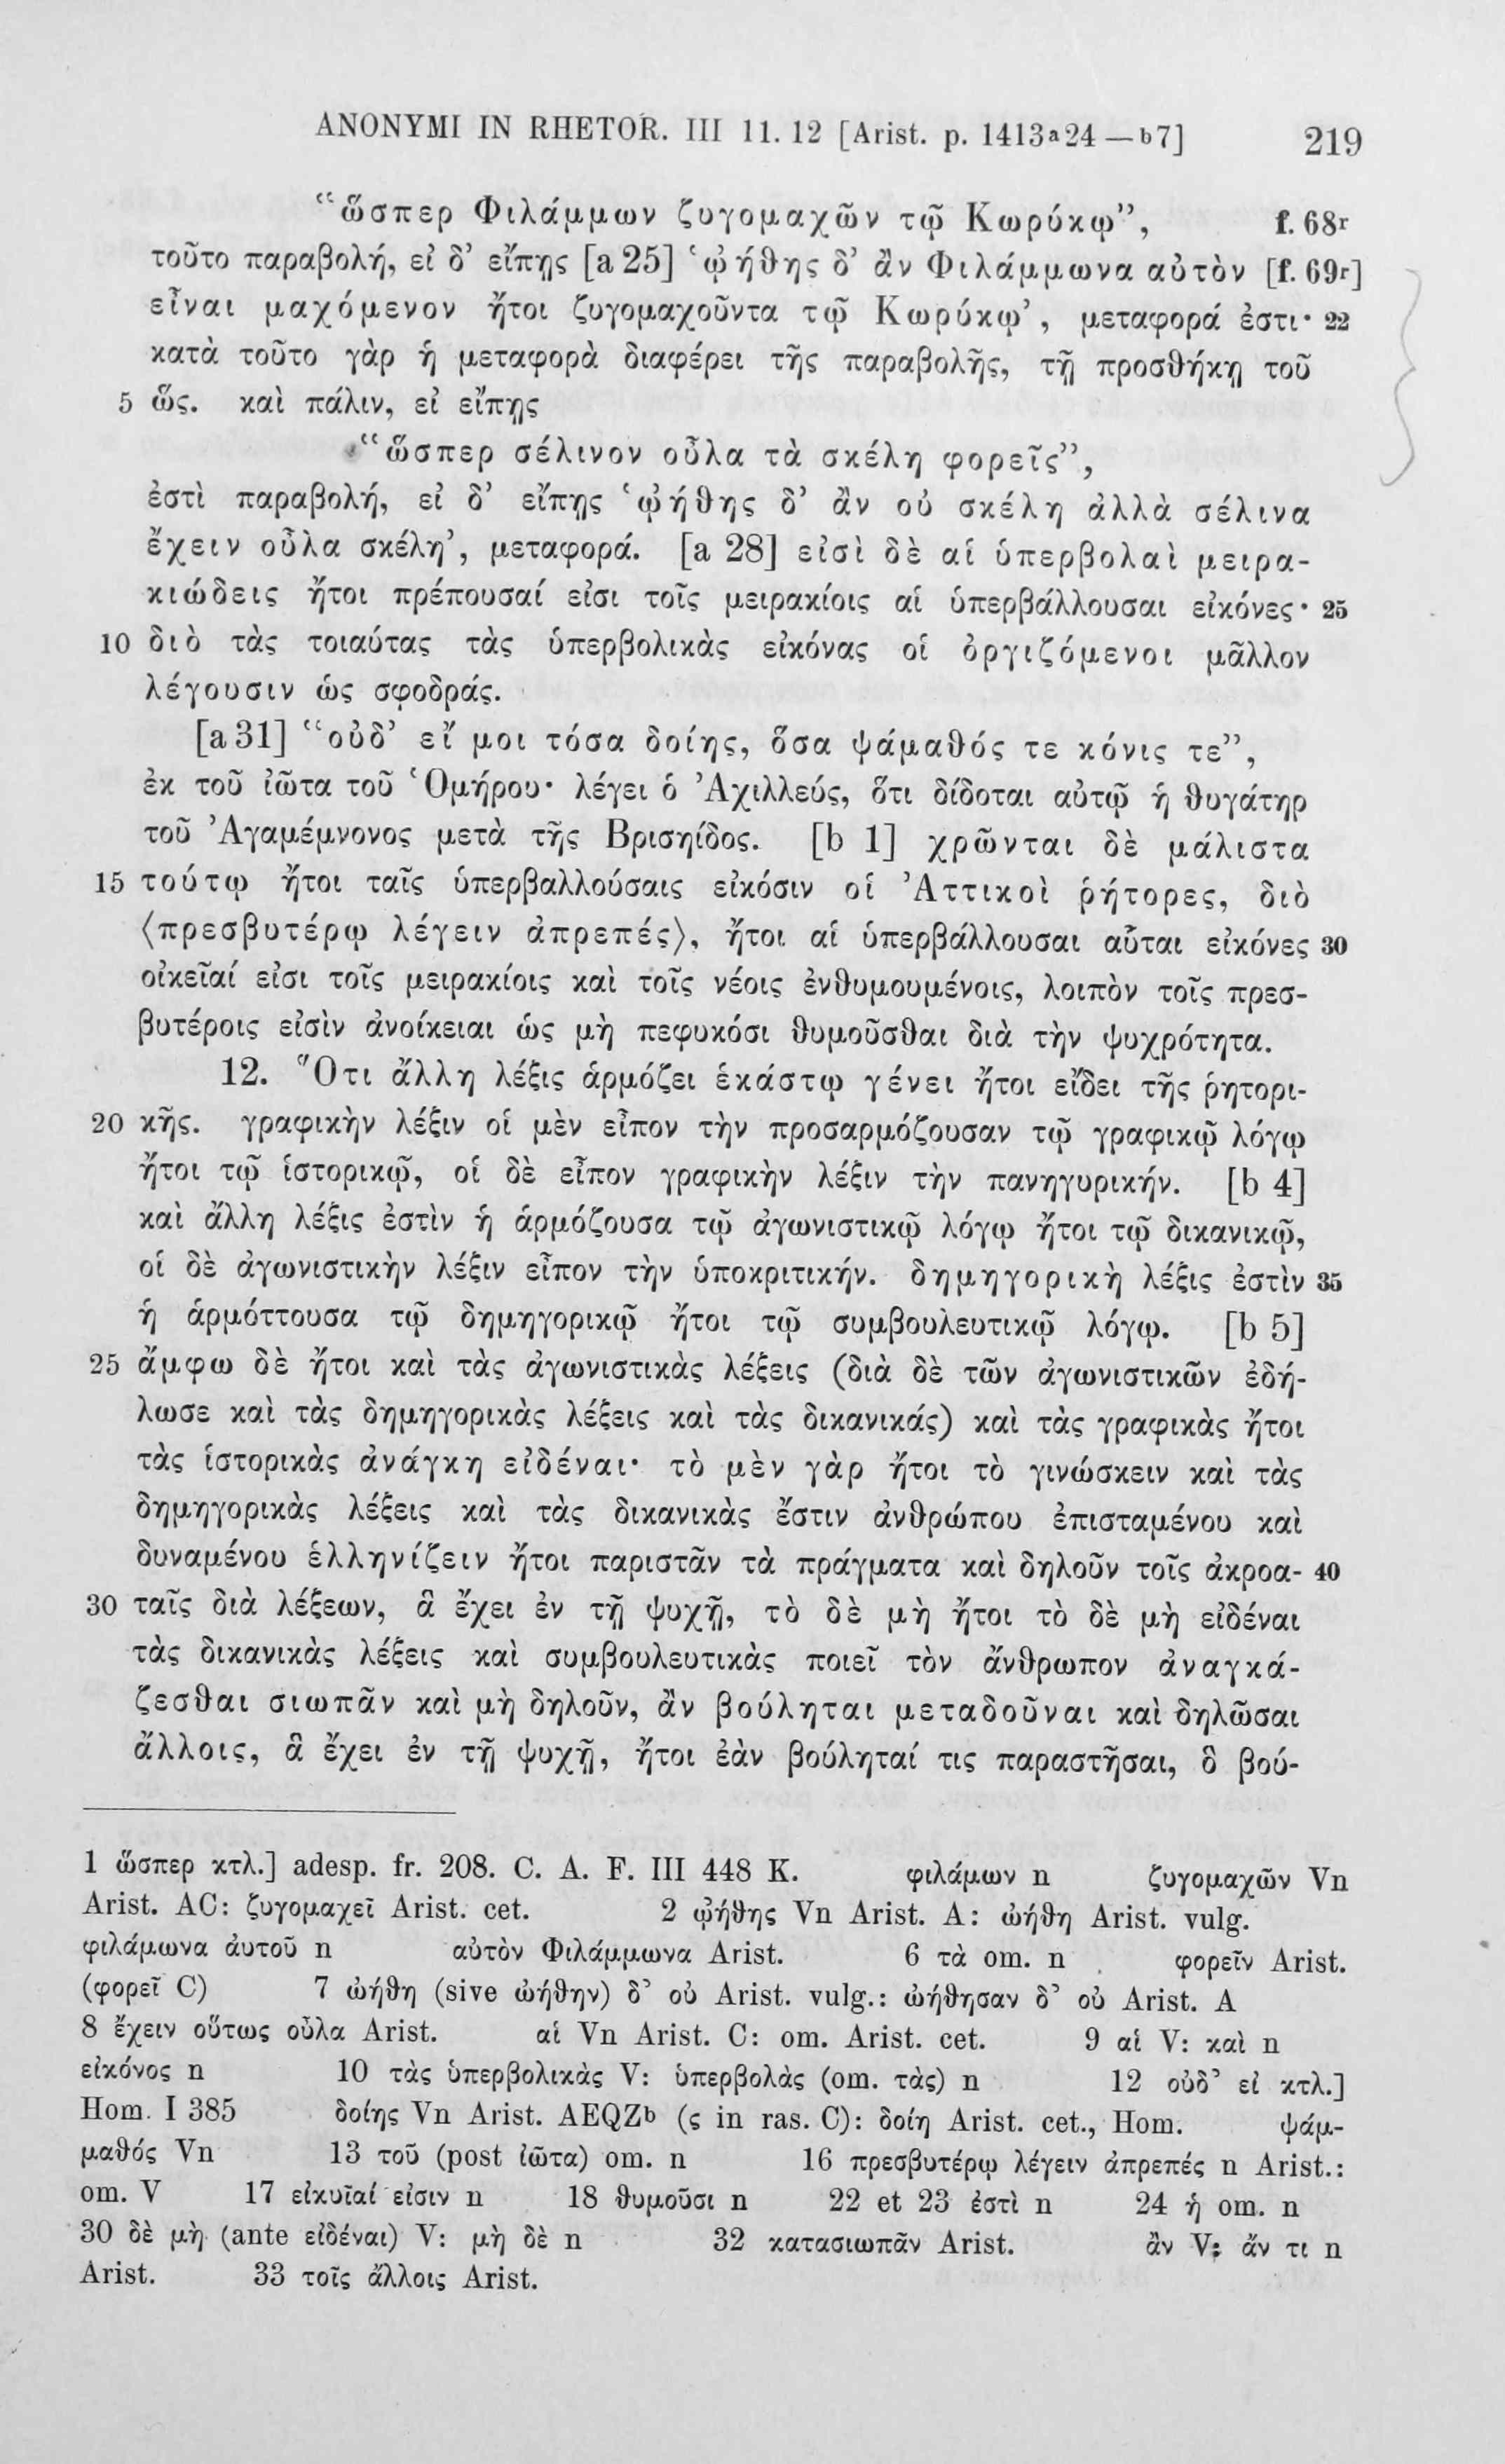 ANONYMI IN RHETOR. III 11. 12 [Arist. p. 1413a24 — b7] 219
“ὥσπερ Φιλάμμων ζυγομαχῶν τῷ Κωρύκῳ”, f. 68r
τοῦτο παραβολή, εἰ δ’ εἴπῃς [a 25] ‘ᾠήθης δ’ ἂν Φιλάμμωνα αὐτὸν [f. 69r]
εἶναι μαχόμενον ἤτοι ζυγομαχοῦντα τῷ Κωρύκῳ’, μεταφορά ἐστι· 22
κατὰ τοῦτο γὰρ ἡ μεταφορὰ διαφέρει τῆς παραβολῆς, τῇ προσθήκῃ τοῦ
5 ὥς. καὶ πάλιν, εἰ εἴπῃς
“ὥσπερ σέλινον οὖλα τὰ σκέλη φορεῖς”,
ἐστὶ παραβολή, εἰ δ’ εἴπῃς ‘ᾠήθης δ’ ἂν οὐ σκέλη ἀλλὰ σέλινα
ἔχειν οὖλα σκέλη’, μεταφορά. [a 28] εἰσὶ δὲ αἱ ὑπερβολαὶ μειρα-
κιώδεις ἤτοι πρέπουσαί εἰσι τοῖς μειρακίοις αἱ ὑπερβάλλουσαι εἰκόνες· 25
10 διὸ τὰς τοιαύτας τὰς ὑπερβολικὰς εἰκόνας οἱ ὀργιζόμενοι μᾶλλον
λέγουσιν ὡς σφοδράς.
[a 31] “οὐδ’ εἴ μοι τόσα δοίης, ὅσα ψάμαθός τε κόνις τε”,
ἐκ τοῦ ἰῶτα τοῦ Ὁμήρου· λέγει ὁ Ἀχιλλεύς, ὅτι δίδοται αὐτῷ ἡ θυγάτηρ
τοῦ Ἀγαμέμνονος μετὰ τῆς Βρισηίδος. [b 1] χρῶνται δὲ μάλιστα
15 τούτῳ ἤτοι ταῖς ὑπερβαλλούσαις εἰκόσιν οἱ Ἀττικοὶ ῥήτορες, διὸ
⟨πρεσβυτέρῳ λέγειν ἀπρεπές⟩, ἤτοι αἱ ὑπερβάλλουσαι αὗται εἰκόνες 30
οἰκεῖαί εἰσι τοῖς μειρακίοις καὶ τοῖς νέοις ἐνθυμουμένοις, λοιπὸν τοῖς πρεσ-
βυτέροις εἰσὶν ἀνοίκειαι ὡς μὴ πεφυκόσι θυμοῦσθαι διὰ τὴν ψυχρότητα.
12. Ὅτι ἄλλη λέξις ἁρμόζει ἑκάστῳ γένει ἤτοι εἴδει τῆς ῥητορι-
20 κῆς. γραφικὴν λέξιν οἱ μὲν εἶπον τὴν προσαρμόζουσαν τῷ γραφικῷ λόγῳ
ἤτοι τῷ ἱστορικῷ, οἱ δὲ εἶπον γραφικὴν λέξιν τὴν πανηγυρικήν. [b 4]
καὶ ἄλλη λέξις ἐστὶν ἡ ἁρμόζουσα τῷ ἀγωνιστικῷ λόγῳ ἤτοι τῷ δικανικῷ,
οἱ δὲ ἀγωνιστικὴν λέξιν εἶπον τὴν ὑποκριτικήν. δημηγορικὴ λέξις ἐστὶν 35
ἡ ἁρμόττουσα τῷ δημηγορικῷ ἤτοι τῷ συμβουλευτικῷ λόγῳ. [b 5]
25 ἄμφω δὲ ἤτοι καὶ τὰς ἀγωνιστικὰς λέξεις (διὰ δὲ τῶν ἀγωνιστικῶν ἐδή-
λωσε καὶ τὰς δημηγορικὰς λέξεις καὶ τὰς δικανικάς) καὶ τὰς γραφικὰς ἤτοι
τὰς ἱστορικὰς ἀνάγκη εἰδέναι· τὸ μὲν γὰρ ἤτοι τὸ γινώσκειν καὶ τὰς
δημηγορικὰς λέξεις καὶ τὰς δικανικὰς ἔστιν ἀνθρώπου ἐπισταμένου καὶ
δυναμένου ἑλληνίζειν ἤτοι παριστᾶν τὰ πράγματα καὶ δηλοῦν τοῖς ἀκροα- 40
30 ταῖς διὰ λέξεων, ἃ ἔχει ἐν τῇ ψυχῇ, τὸ δὲ μὴ ἤτοι τὸ δὲ μὴ εἰδέναι
τὰς δικανικὰς λέξεις καὶ συμβουλευτικὰς ποιεῖ τὸν ἄνθρωπον ἀναγκά-
ζεσθαι σιωπᾶν καὶ μὴ δηλοῦν, ἂν βούληται μεταδοῦναι καὶ δηλῶσαι
ἄλλοις, ἃ ἔχει ἐν τῇ ψυχῇ, ἤτοι ἐὰν βούληταί τις παραστῆσαι, ὃ βού-
1 ὥσπερ κτλ.] adesp. fr. 208. C. A. F. III 448 K. φιλάμων n ζυγομαχῶν Vn
Arist. AC: ζυγομαχεῖ Arist. cet. 2 ᾠήθης Vn Arist. A: ὠήθη Arist. vulg.
φιλάμωνα ἀυτοῦ n αὐτὸν Φιλάμμωνα Arist. 6 τὰ om. n φορεῖν Arist.
(φορεῖ C) 7 ὠήθη (sive ὠήθην) δ’ οὐ Arist. vulg.: ὠήθησαν δ’ οὐ Arist. A
8 ἔχειν οὕτως οὖλα Arist. αἱ Vn Arist. C: om. Arist. cet. 9 αἱ V: καὶ n
εἰκόνος n 10 τὰς ὑπερβολικὰς V: ὑπερβολὰς (om. τὰς) n 12 οὐδ’ εἰ κτλ.]
Hom. I 385 δοίης Vn Arist. AEQZb (ς in ras. C): δοίη Arist. cet., Hom. ψάμ-
μαθός Vn 13 τοῦ (post ἰῶτα) om. n 16 πρεσβυτέρῳ λέγειν ἀπρεπές n Arist.:
om. V 17 εἰκυῖαί εἰσιν n 18 θυμοῦσι n 22 et 23 ἐστὶ n 24 ἡ om. n
30 δὲ μὴ (ante εἰδέναι) V: μὴ δὲ n 32 κατασιωπᾶν Arist. ἂν V: ἄν τι n
Arist. 33 τοῖς ἄλλοις Arist.